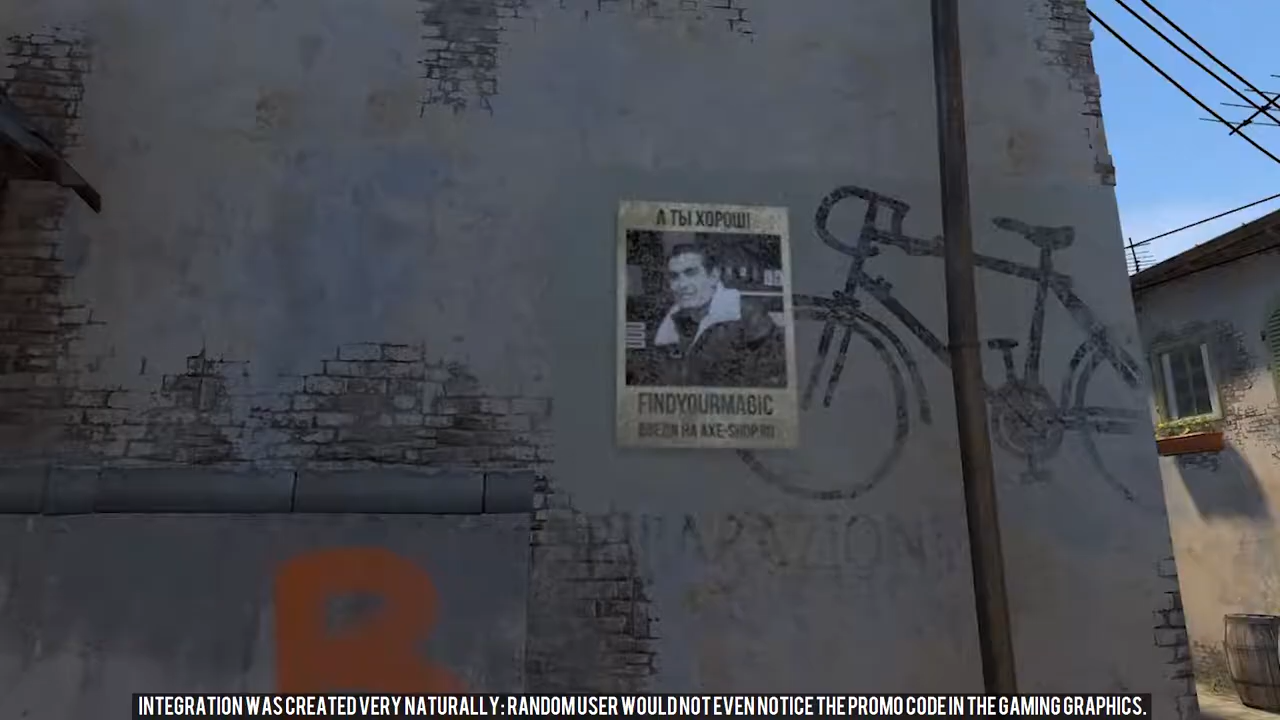 А ТЫ ХОРОШ!
FINDYOURMAGIC
ВВЕДИ НА AXE-SHOP.RU
RIPARAZIONI
B
INTEGRATION WAS CREATED VERY NATURALLY: RANDOM USER WOULD NOT EVEN NOTICE THE PROMO CODE IN THE GAMING GRAPHICS.